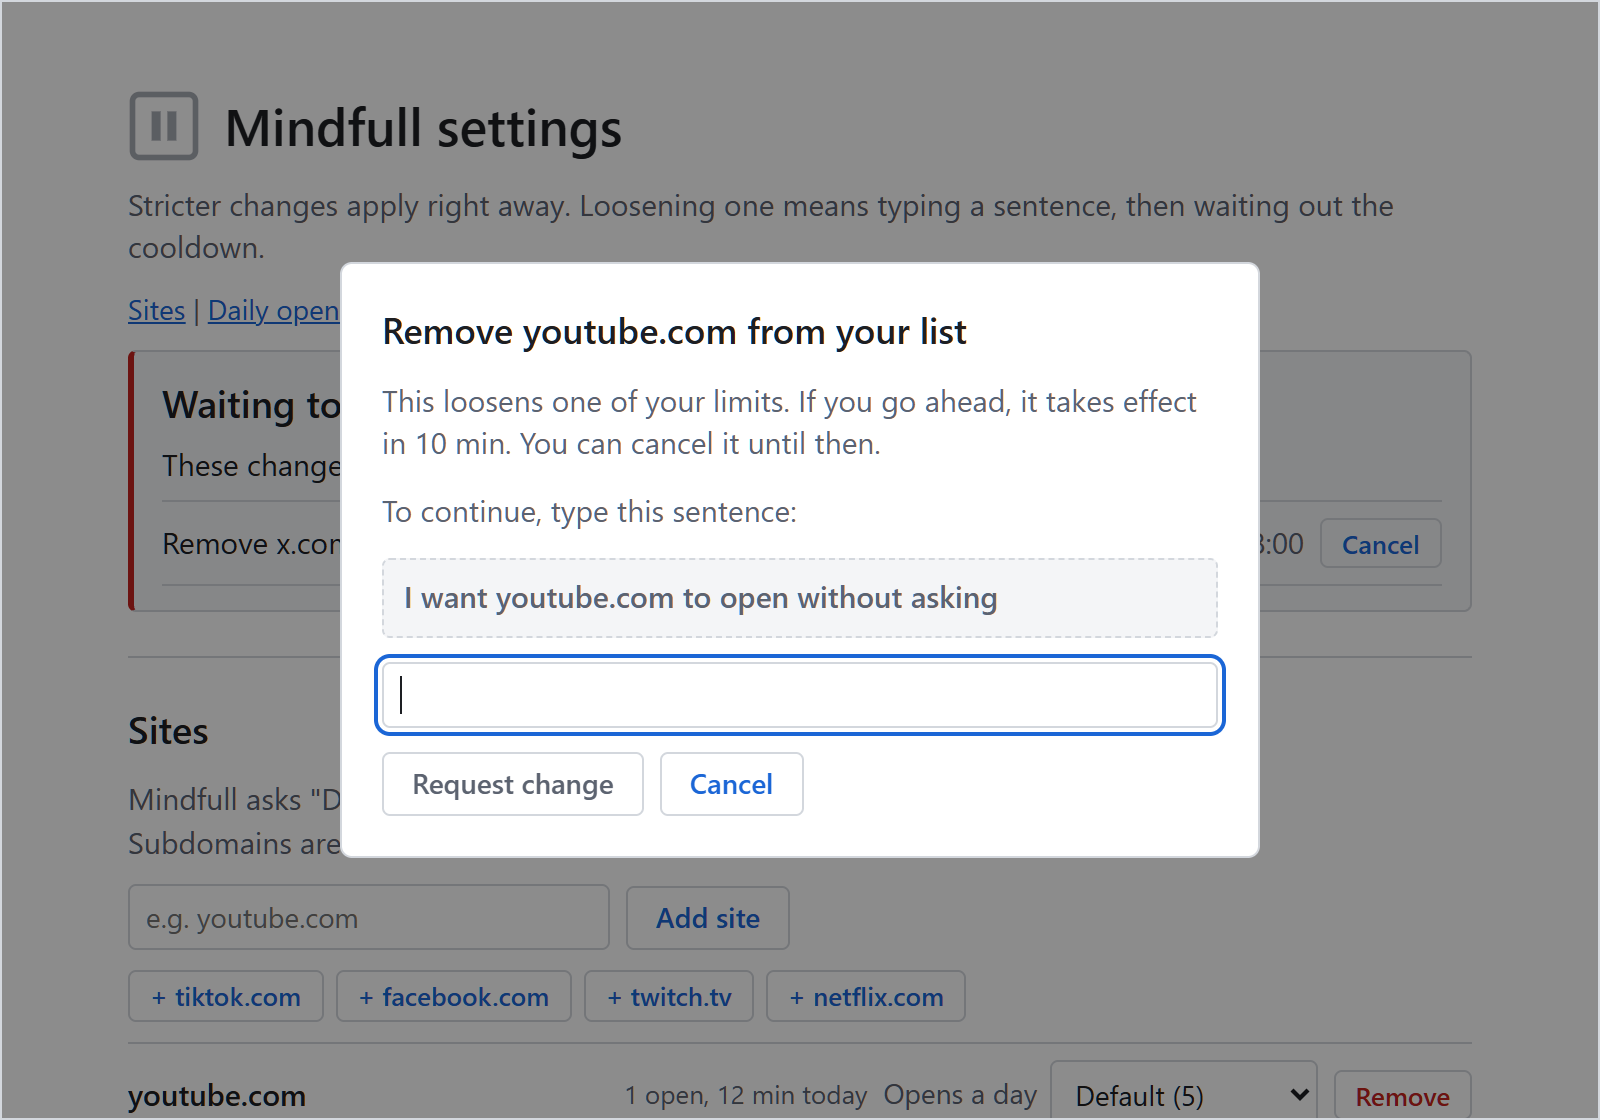 Mindfull settings
Stricter changes apply right away. Loosening one means typing a sentence, then waiting out the
cooldown.
Sites | Daily open
Waiting to
These change
Remove x.com
:00 Cancel
Remove youtube.com from your list
This loosens one of your limits. If you go ahead, it takes effect
in 10 min. You can cancel it until then.
To continue, type this sentence:
I want youtube.com to open without asking
Request change Cancel
Sites
Mindfull asks "D
Subdomains are
e.g. youtube.com Add site
+ tiktok.com + facebook.com + twitch.tv + netflix.com
youtube.com 1 open, 12 min today Opens a day Default (5) Remove